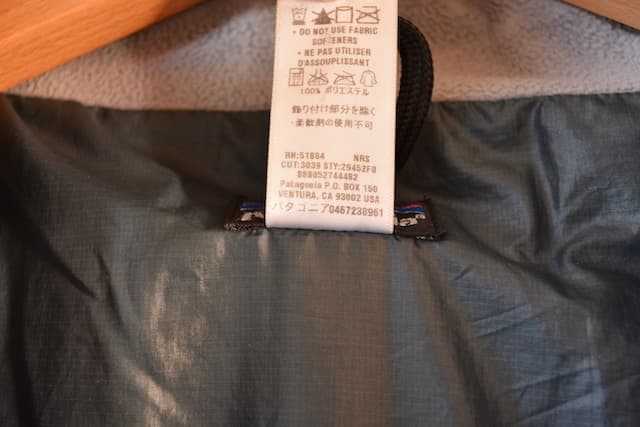 • DO NOT USE FABRIC
SOFTENERS
• NE PAS UTILISER
D'ASSOUPLISSANT
100% ポリエステル
飾り付け部分を除く
・柔軟剤の使用不可
RN:51884 NRS
CUT:3039 STY:29452F0
888052744482
Patagonia P.O. BOX 150
VENTURA, CA 93002 USA
パタゴニア0467238961